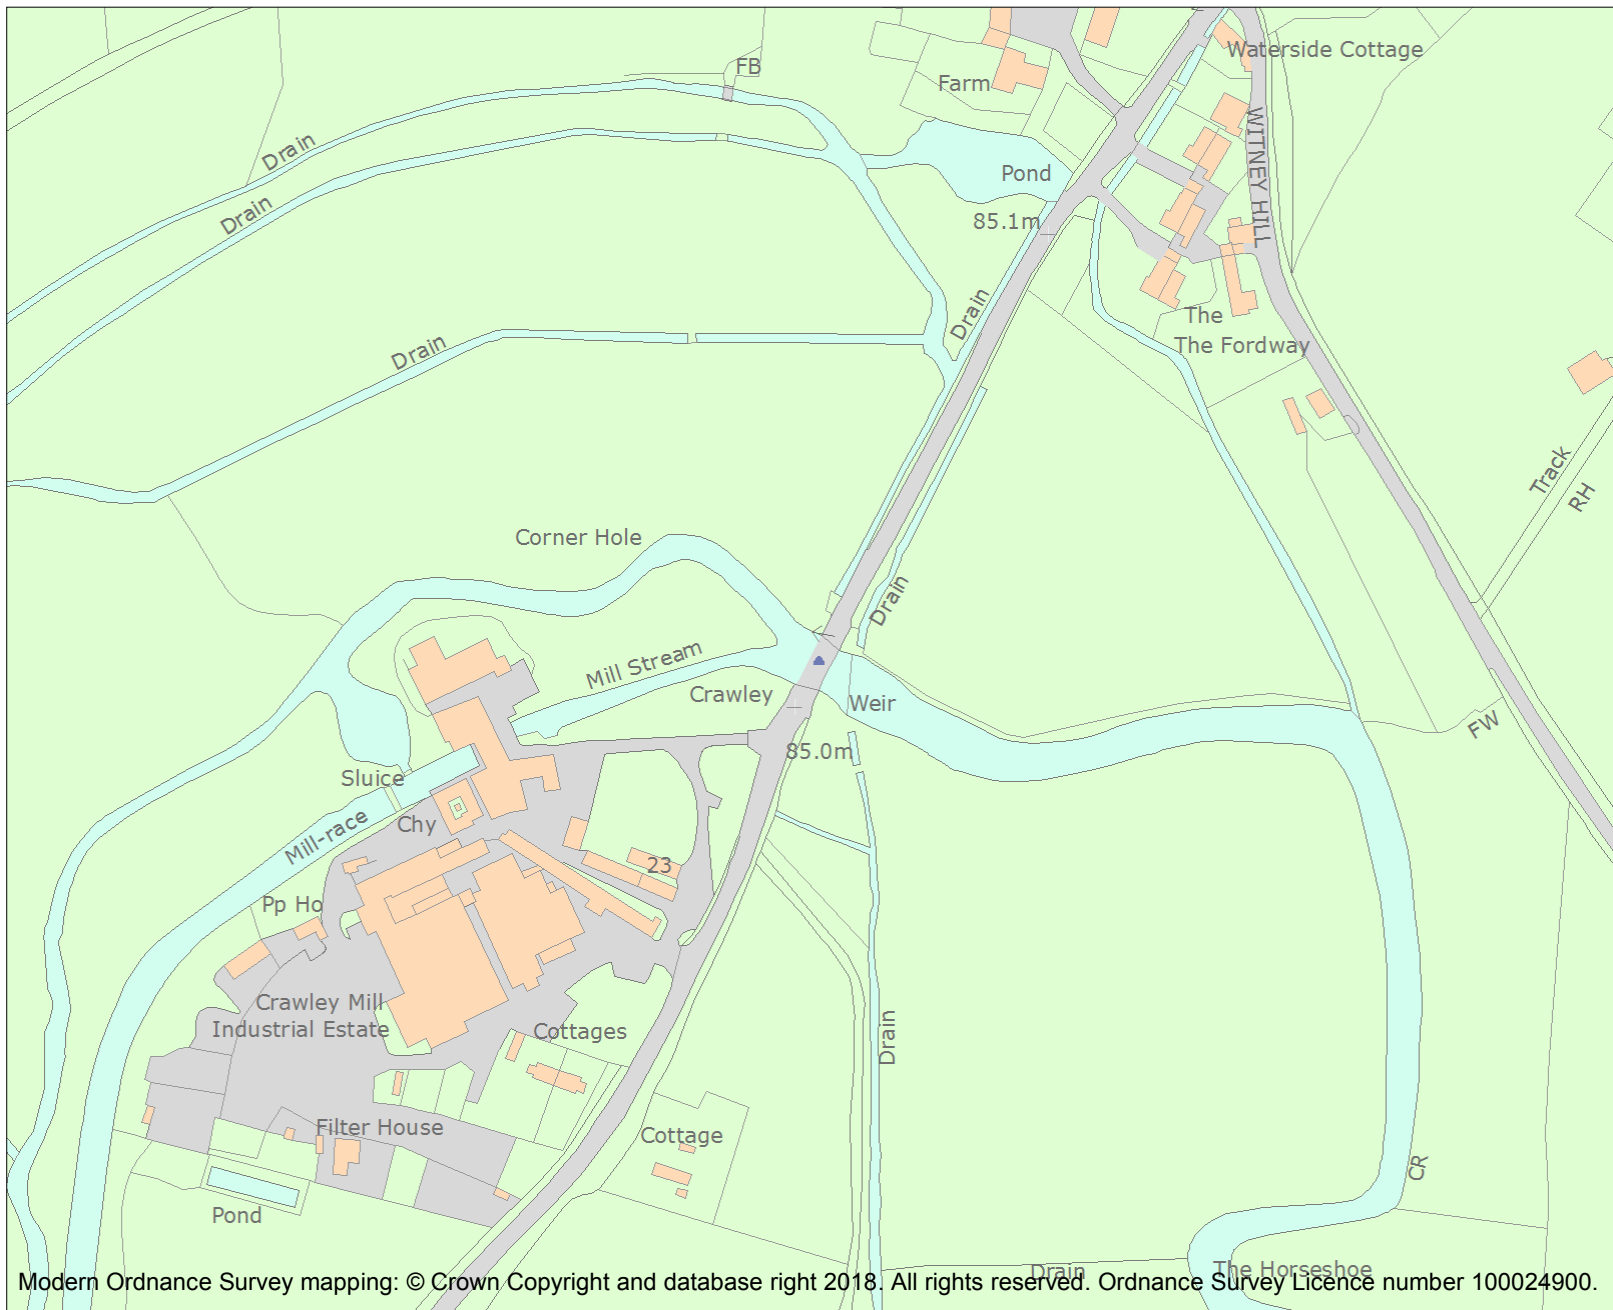 Waterside Cottage
FB
Farm
WITNEY HILL
Drain
Pond
Drain
85.1m
Drain
The
The Fordway
Drain
Track
RH
Corner Hole
Drain
Mill Stream
Crawley
Weir
FW
85.0m
Sluice
Chy
Mill-race
23
Pp Ho
Crawley Mill
Industrial Estate
Cottages
Drain
Filter House
Cottage
CR
Pond
Drain
The Horseshoe
Modern Ordnance Survey mapping: © Crown Copyright and database right 2018. All rights reserved. Ordnance Survey Licence number 100024900.